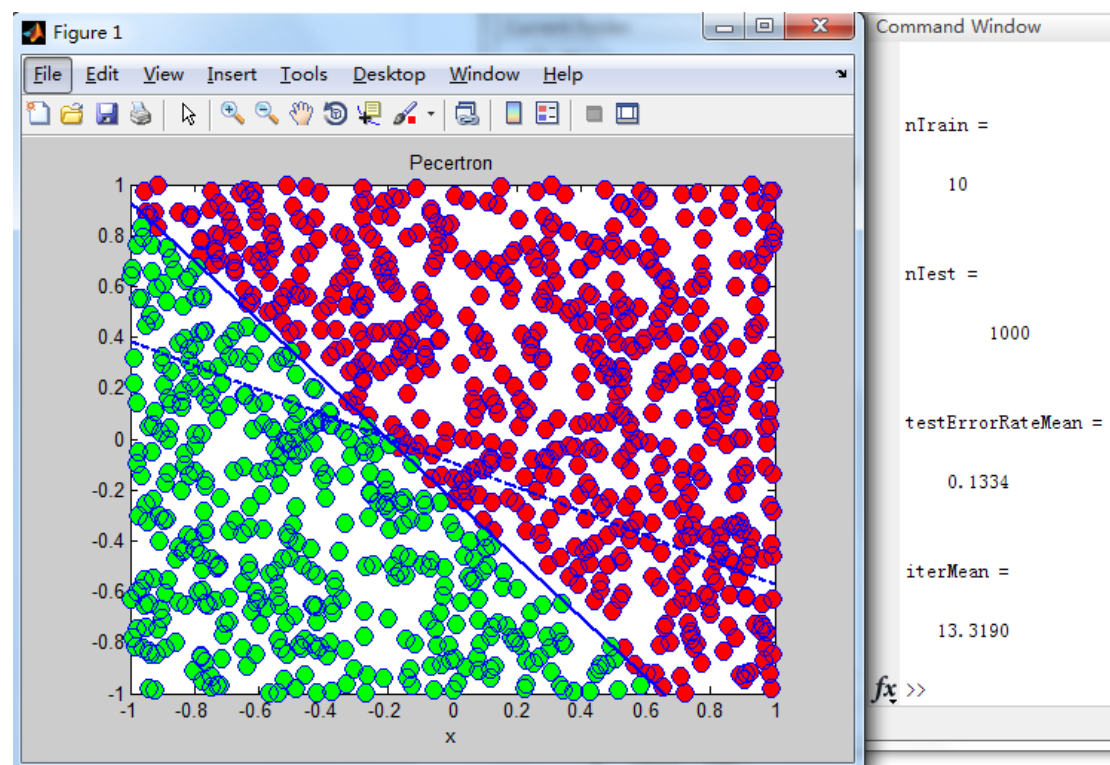 Figure 1
File Edit View Insert Tools Desktop Window Help
Pecertron
1
0.8
0.6
0.4
0.2
0
-0.2
-0.4
-0.6
-0.8
-1
-1 -0.8 -0.6 -0.4 -0.2 0 0.2 0.4 0.6 0.8 1
x
Command Window
nTrain =
10
nTest =
1000
testErrorRateMean =
0.1334
iterMean =
13.3190
fx >>